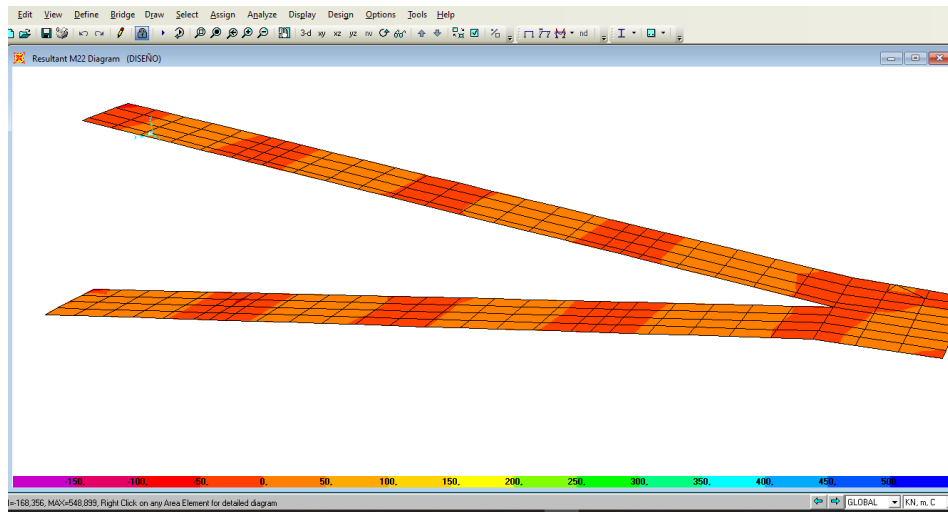 Edit View Define Bridge Draw Select Assign Analyze Display Design Options Tools Help
3-d xy xz yz nv nd
Resultant M22 Diagram (DISEÑO)
-150, -100, -50, 0, 50, 100, 150, 200, 250, 300, 350, 400, 450, 500,
=-168,356, MAX=548,899, Right Click on any Area Element for detailed diagram GLOBAL KN, m, C